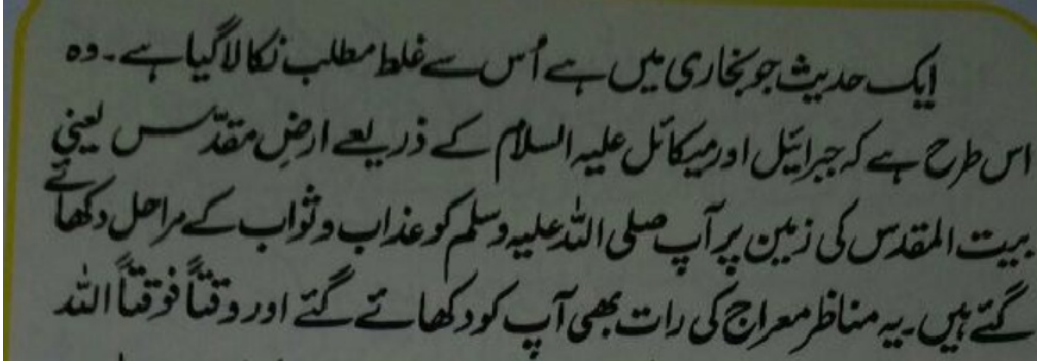 ایک حدیث جو بخاری میں ہے اُس سے غلط مطلب نکالا گیا ہے۔ وہ
اس طرح ہے کہ جبرائیل اور میکائل علیہ السلام کے ذریعے ارضِ مقدّس یعنی
بیت المقدس کی زمین پر آپ صلی اللہ علیہ وسلم کو عذاب و ثواب کے مراحل دکھائے
گئے ہیں۔ یہ مناظر معراج کی رات بھی آپ کو دکھائے گئے اور وقتاً فوقتاً اللہ